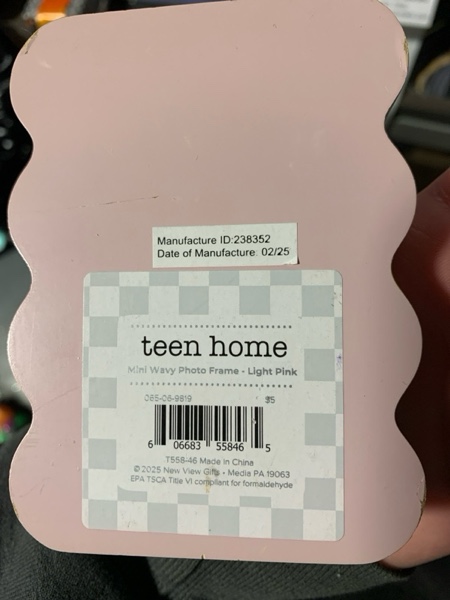 Manufacture ID:238352
Date of Manufacture: 02/25
teen home
Mini Wavy Photo Frame • Light Pink
065-06-9819 $5
6 06683 55846 5
T558-46 Made in China
© 2025 New View Gifts • Media PA 19063
EPA TSCA Title VI compliant for formaldehyde